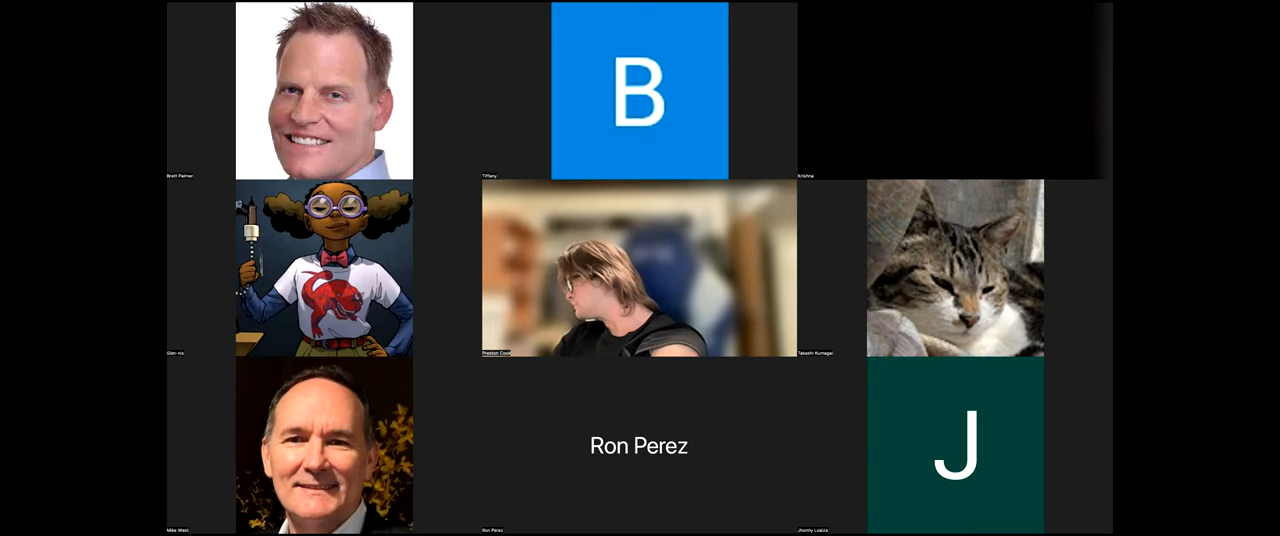 B
Brett Palmer
Tiffany
Krishna
Glen-nis
Preston Cook
Takashi Kumagai
Ron Perez
J
Mike West
Ron Perez
Jhonny Loaiza